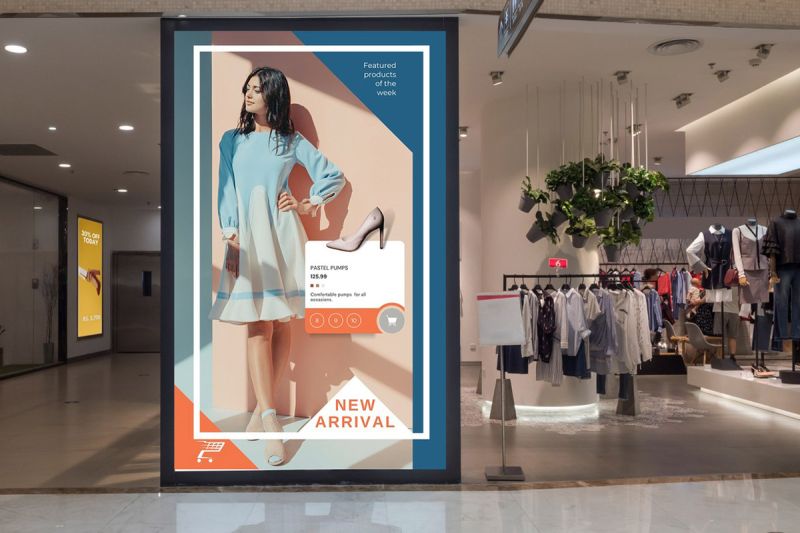 Featured
products
of the
week
PASTEL PUMPS
125.99
Comfortable pumps for all
occasions.
8 9 10
NEW
ARRIVAL
30% OFF
TODAY